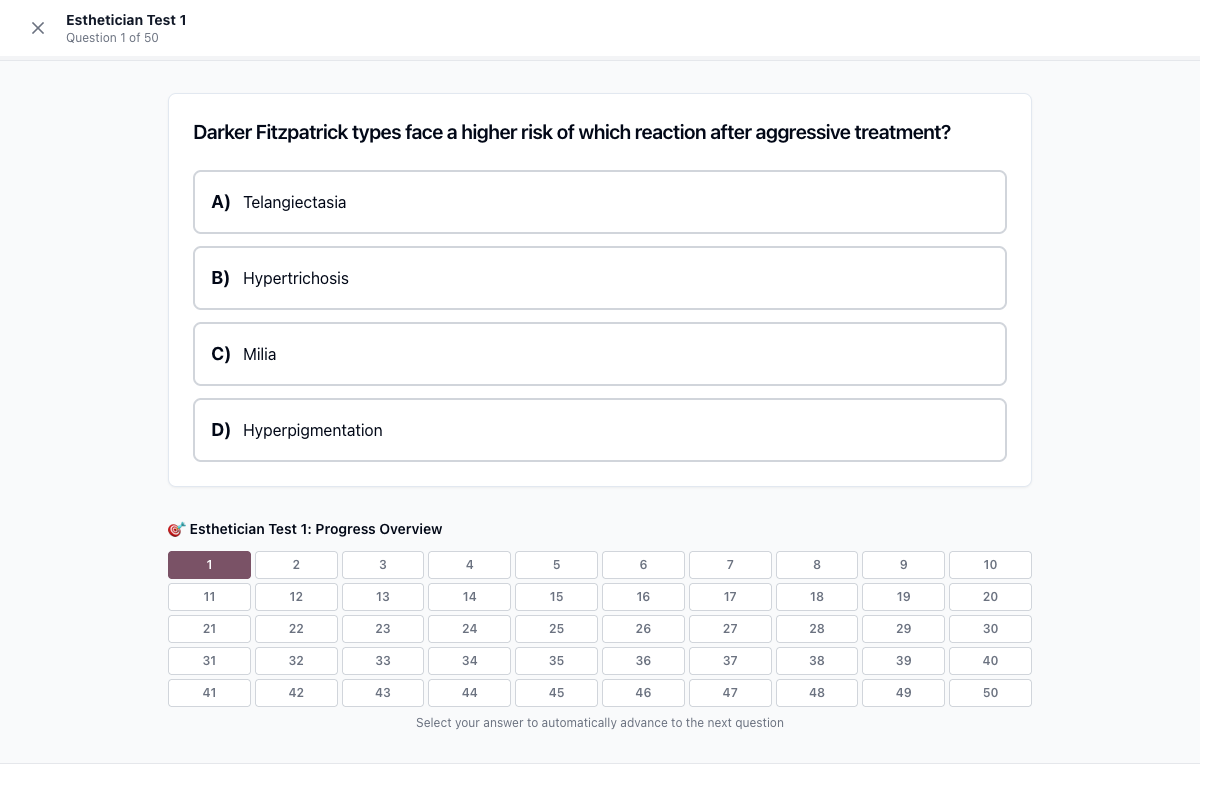 Esthetician Test 1
Question 1 of 50
Darker Fitzpatrick types face a higher risk of which reaction after aggressive treatment?
A) Telangiectasia
B) Hypertrichosis
C) Milia
D) Hyperpigmentation
🎯 Esthetician Test 1: Progress Overview
1 2 3 4 5 6 7 8 9 10
11 12 13 14 15 16 17 18 19 20
21 22 23 24 25 26 27 28 29 30
31 32 33 34 35 36 37 38 39 40
41 42 43 44 45 46 47 48 49 50
Select your answer to automatically advance to the next question